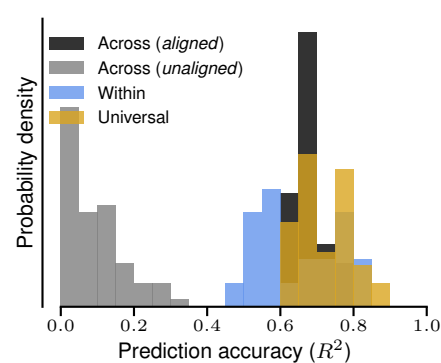 Across (aligned)
Across (unaligned)
Within
Universal
Probability density
0.0 0.2 0.4 0.6 0.8 1.0
Prediction accuracy (R²)